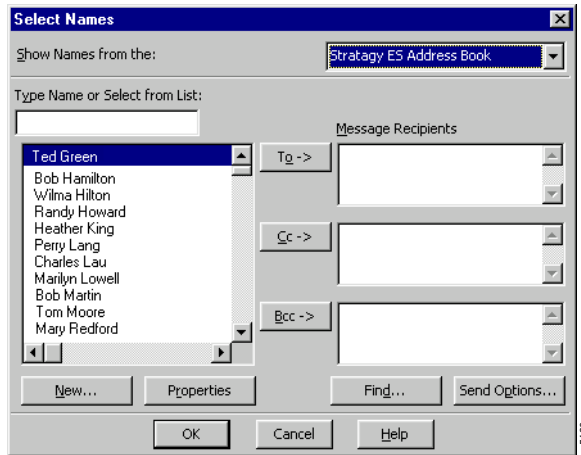 Select Names
Show Names from the:
Stratagy ES Address Book
Type Name or Select from List:
Message Recipients
Ted Green
Bob Hamilton
Wilma Hilton
Randy Howard
Heather King
Perry Lang
Charles Lau
Marilyn Lowell
Bob Martin
Tom Moore
Mary Redford
To ->
Cc ->
Bcc ->
New...
Properties
Find...
Send Options...
OK
Cancel
Help